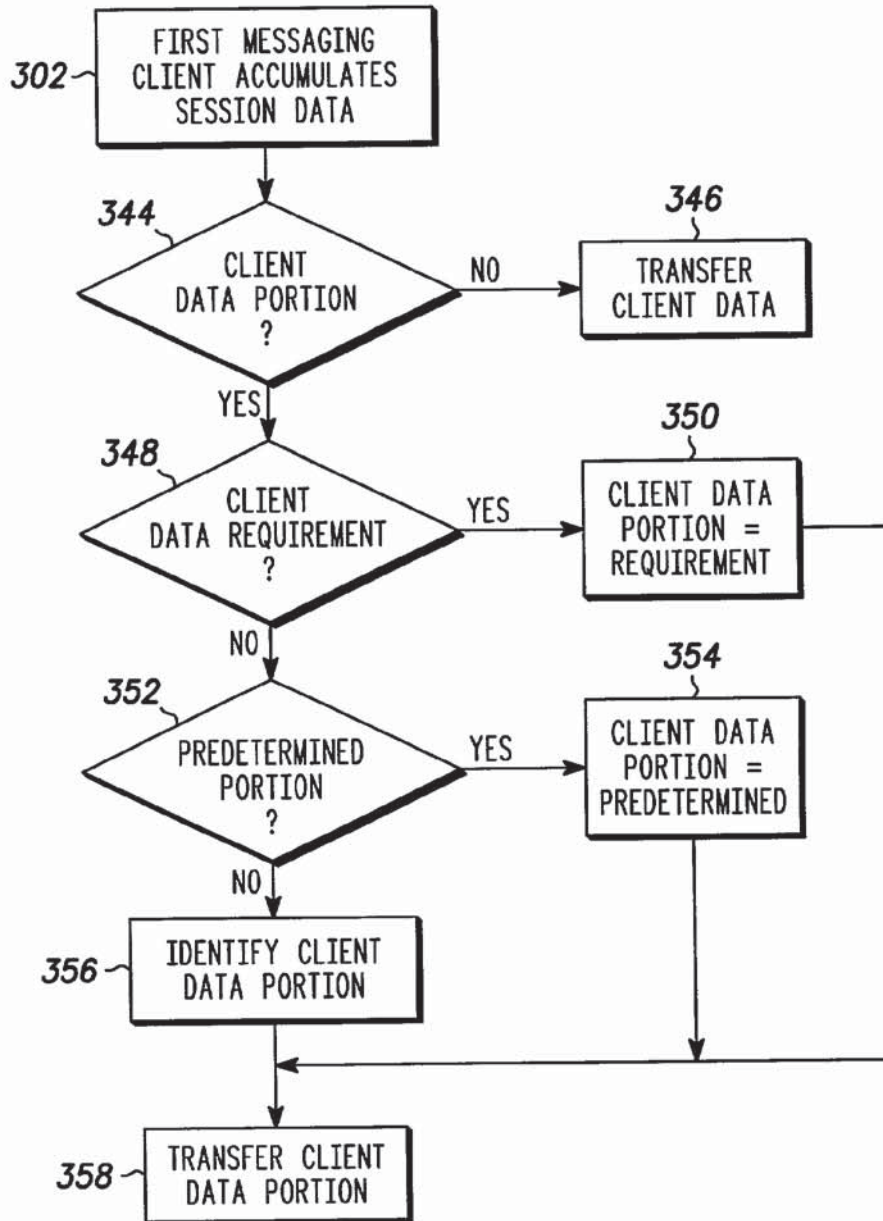 302
FIRST MESSAGING
CLIENT ACCUMULATES
SESSION DATA
344
CLIENT
DATA PORTION
?
NO
346
TRANSFER
CLIENT DATA
YES
348
CLIENT
DATA REQUIREMENT
?
YES
350
CLIENT DATA
PORTION =
REQUIREMENT
NO
352
PREDETERMINED
PORTION
?
YES
354
CLIENT DATA
PORTION =
PREDETERMINED
NO
356
IDENTIFY CLIENT
DATA PORTION
358
TRANSFER CLIENT
DATA PORTION